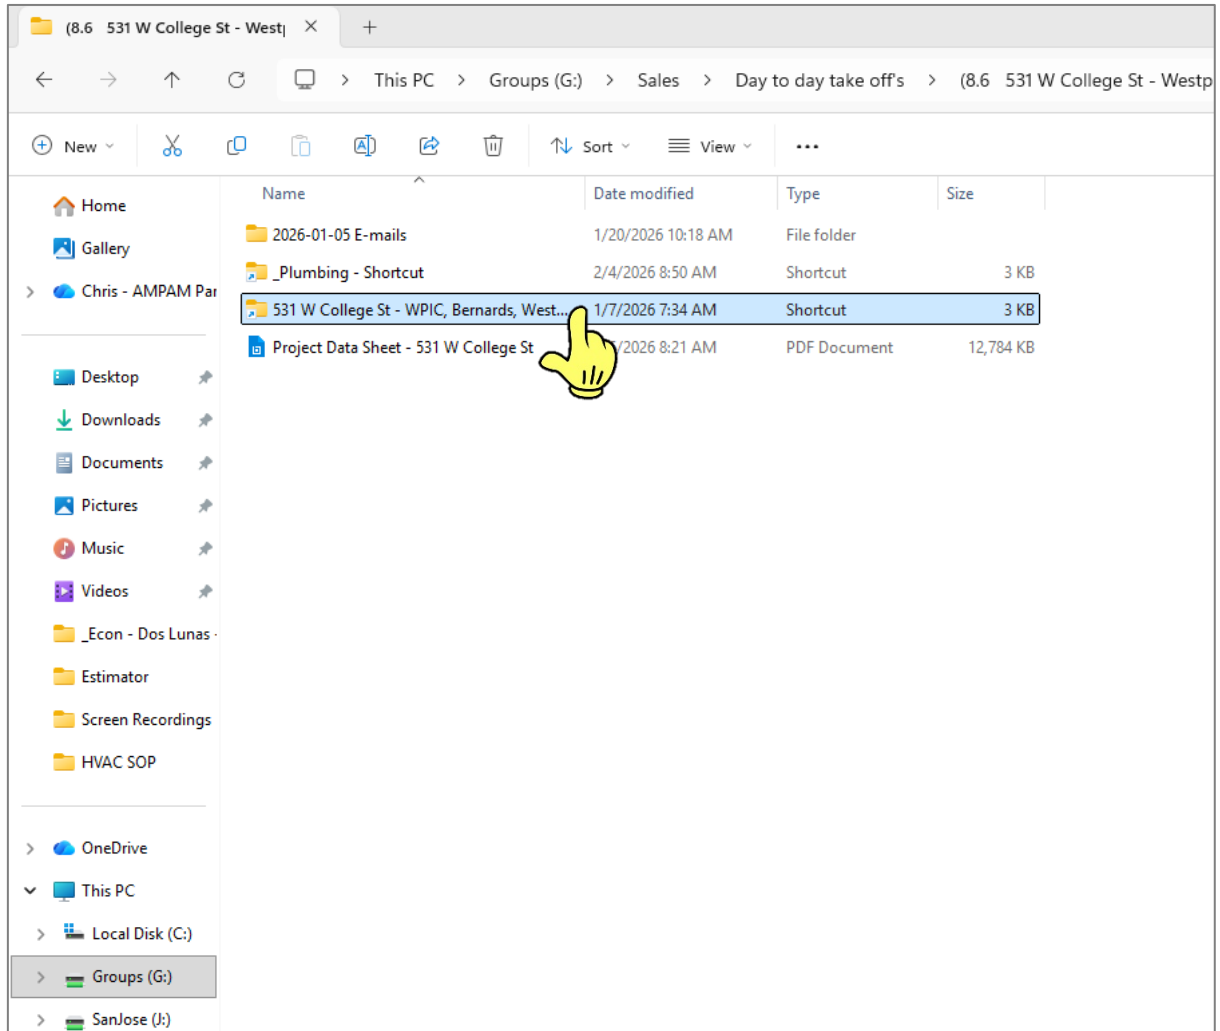 (8.6 531 W College St - Westp
This PC > Groups (G:) > Sales > Day to day take off's > (8.6 531 W College St - Westp
New Sort View ...
Name Date modified Type Size
2026-01-05 E-mails 1/20/2026 10:18 AM File folder
_Plumbing - Shortcut 2/4/2026 8:50 AM Shortcut 3 KB
531 W College St - WPIC, Bernards, West... 1/7/2026 7:34 AM Shortcut 3 KB
Project Data Sheet - 531 W College St /2026 8:21 AM PDF Document 12,784 KB
Home
Gallery
Chris - AMPAM Par
Desktop
Downloads
Documents
Pictures
Music
Videos
_Econ - Dos Lunas -
Estimator
Screen Recordings
HVAC SOP
OneDrive
This PC
Local Disk (C:)
Groups (G:)
SanJose (J:)